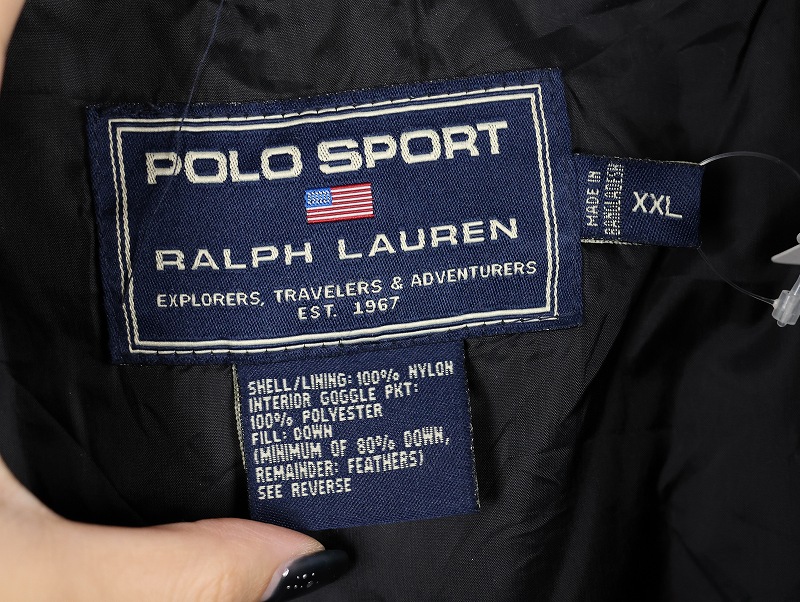 POLO SPORT
RALPH LAUREN
EXPLORERS, TRAVELERS & ADVENTURERS
EST. 1967
MADE IN
BANGLADESH
XXL
SHELL/LINING: 100% NYLON
INTERIOR GOGGLE PKT:
100% POLYESTER
FILL: DOWN
(MINIMUM OF 80% DOWN,
REMAINDER: FEATHERS)
SEE REVERSE